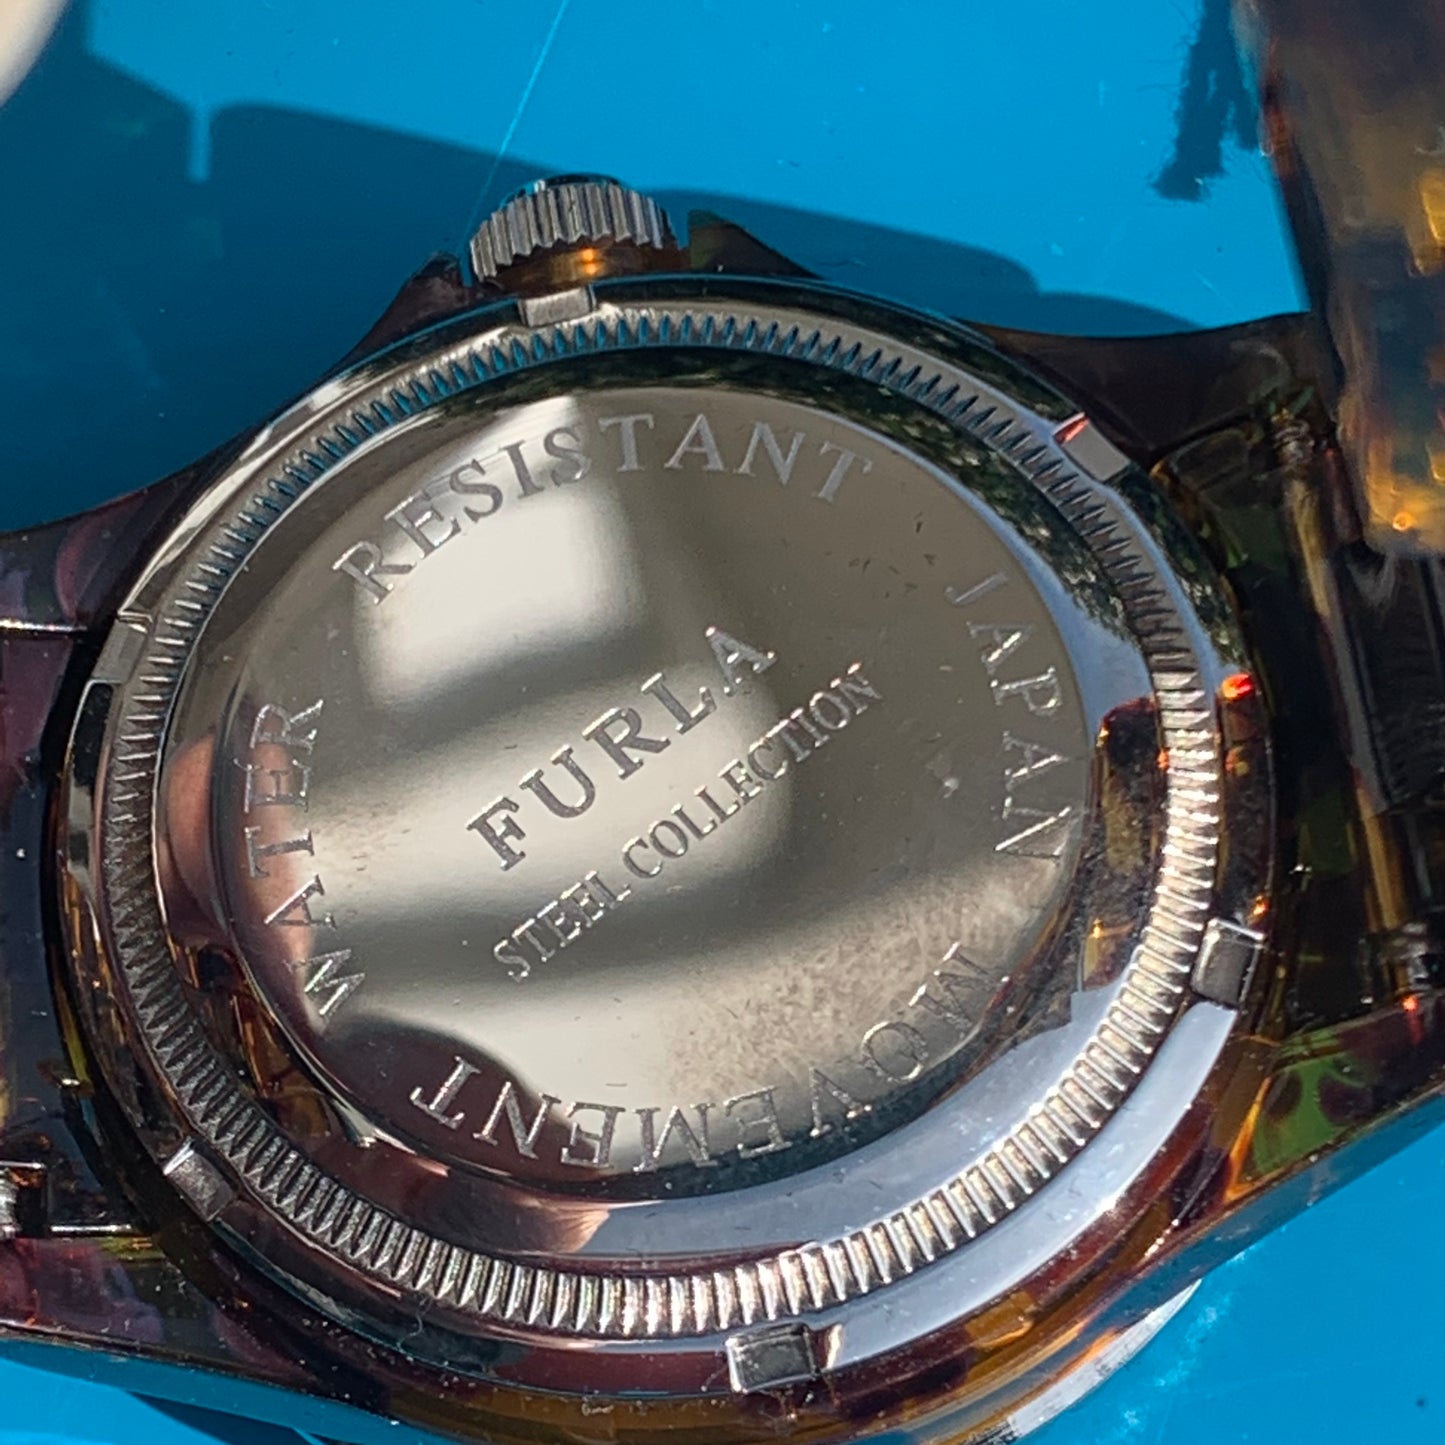 WATER RESISTANT JAPAN MOVEMENT
FURLA
STEEL COLLECTION